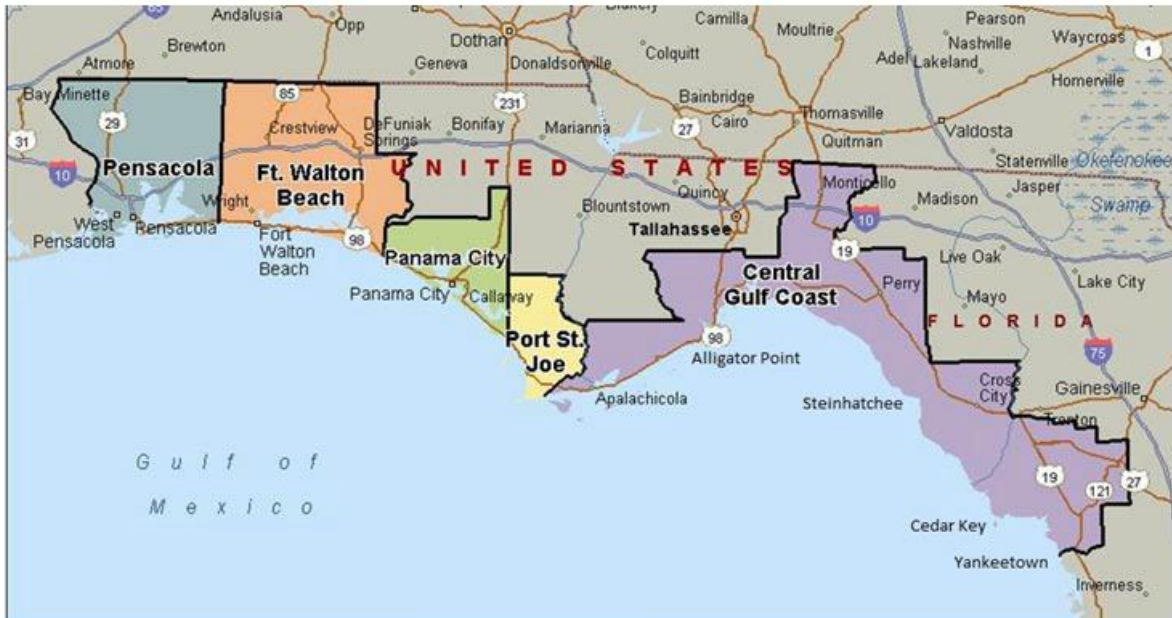 65
Andalusia
Opp
Blakely
Camilla
Moultrie
Pearson
Waycross
1
Brewton
Dothan
Colquitt
Adel
Lakeland
Nashville
Atmore
Geneva
Donaldsonville
Homerville
Bay Minette
85
231
Bainbridge
Cairo
Thomasville
31
29
Crestview
DeFuniak
Springs
Bonifay
Marianna
27
Quitman
Valdosta
Statenville
Okefenokee
Swamp
10
Pensacola
Ft. Walton
Beach
UNITED STATES
Quincy
Monticello
Madison
Jasper
Wright
West
Pensacola
Pensacola
Fort
Walton
Beach
98
Blountstown
Tallahassee
10
Panama City
Central
Gulf Coast
19
Live Oak
Lake City
Panama City
Callaway
Perry
Mayo
FLORIDA
Port St.
Joe
98
Alligator Point
75
Apalachicola
Steinhatchee
Cross
City
Gainesville
Trenton
Gulf of
Mexico
19
121
27
Cedar Key
Yankeetown
Inverness